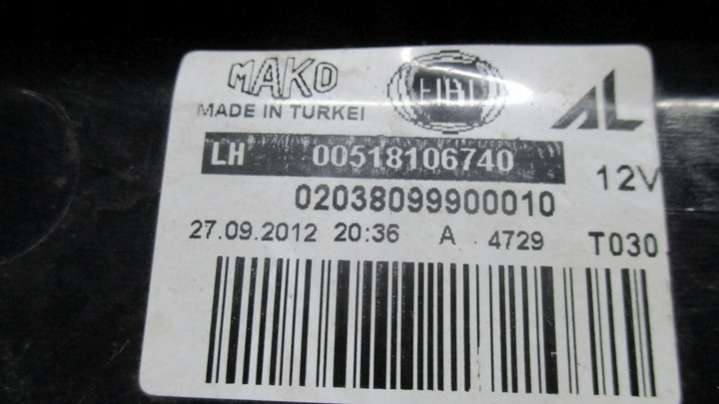 MAKO FIAT AL
MADE IN TURKEI
LH 00518106740
12V
02038099900010
27.09.2012 20:36 A 4729 T030